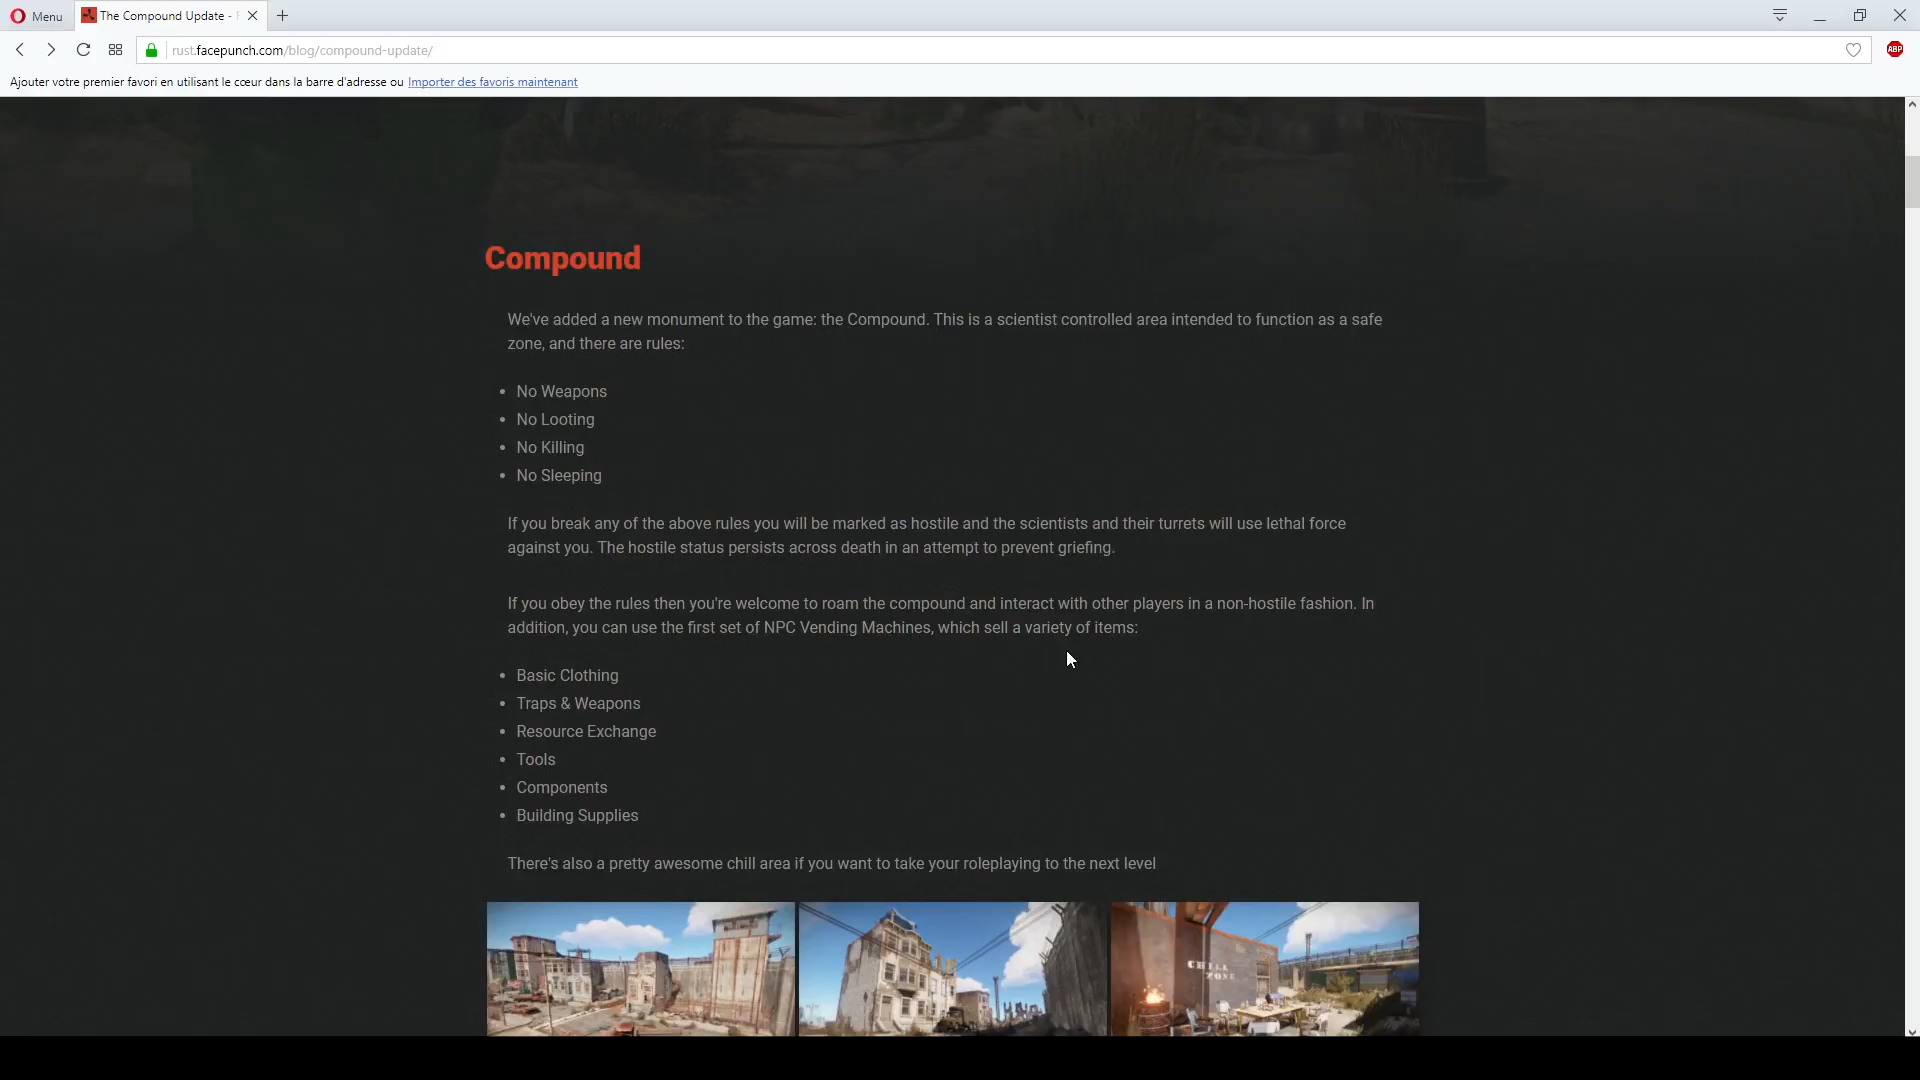 Menu
The Compound Update -
rust.facepunch.com/blog/compound-update/
ABP
Ajouter votre premier favori en utilisant le cœur dans la barre d'adresse ou Importer des favoris maintenant
Compound
We've added a new monument to the game: the Compound. This is a scientist controlled area intended to function as a safe
zone, and there are rules:
• No Weapons
• No Looting
• No Killing
• No Sleeping
If you break any of the above rules you will be marked as hostile and the scientists and their turrets will use lethal force
against you. The hostile status persists across death in an attempt to prevent griefing.
If you obey the rules then you're welcome to roam the compound and interact with other players in a non-hostile fashion. In
addition, you can use the first set of NPC Vending Machines, which sell a variety of items:
• Basic Clothing
• Traps & Weapons
• Resource Exchange
• Tools
• Components
• Building Supplies
There's also a pretty awesome chill area if you want to take your roleplaying to the next level
CHILL
ZONE